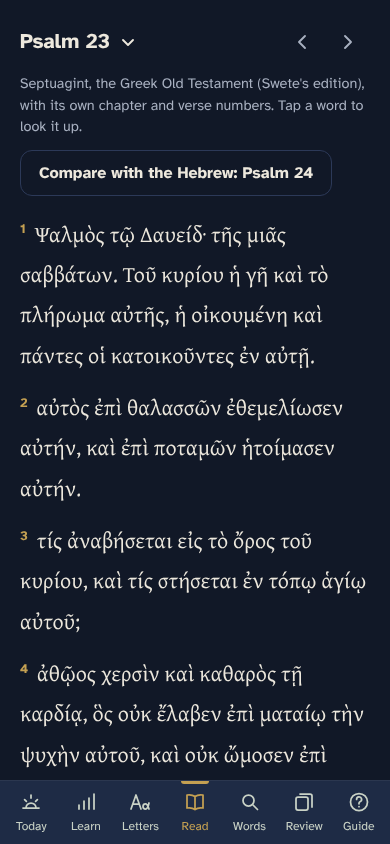 Psalm 23
Septuagint, the Greek Old Testament (Swete's edition),
with its own chapter and verse numbers. Tap a word to
look it up.
Compare with the Hebrew: Psalm 24
1 Ψαλμὸς τῷ Δαυείδ· τῆς μιᾶς
σαββάτων. Τοῦ κυρίου ἡ γῆ καὶ τὸ
πλήρωμα αὐτῆς, ἡ οἰκουμένη καὶ
πάντες οἱ κατοικοῦντες ἐν αὐτῇ.
2 αὐτὸς ἐπὶ θαλασσῶν ἐθεμελίωσεν
αὐτήν, καὶ ἐπὶ ποταμῶν ἡτοίμασεν
αὐτήν.
3 τίς ἀναβήσεται εἰς τὸ ὄρος τοῦ
κυρίου, καὶ τίς στήσεται ἐν τόπῳ ἁγίῳ
αὐτοῦ;
4 ἀθῷος χερσὶν καὶ καθαρὸς τῇ
καρδίᾳ, ὃς οὐκ ἔλαβεν ἐπὶ ματαίῳ τὴν
ψυχὴν αὐτοῦ, καὶ οὐκ ὤμοσεν ἐπὶ
Today Learn Letters Read Words Review Guide